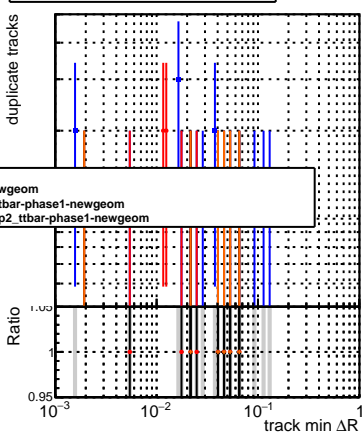 duplicate tracks
wgeom
tbar-phase1-newgeom
p2_ttbar-phase1-newgeom
Ratio
1.05
1
0.95
10−3
10−2
10−1
1
track min ΔR